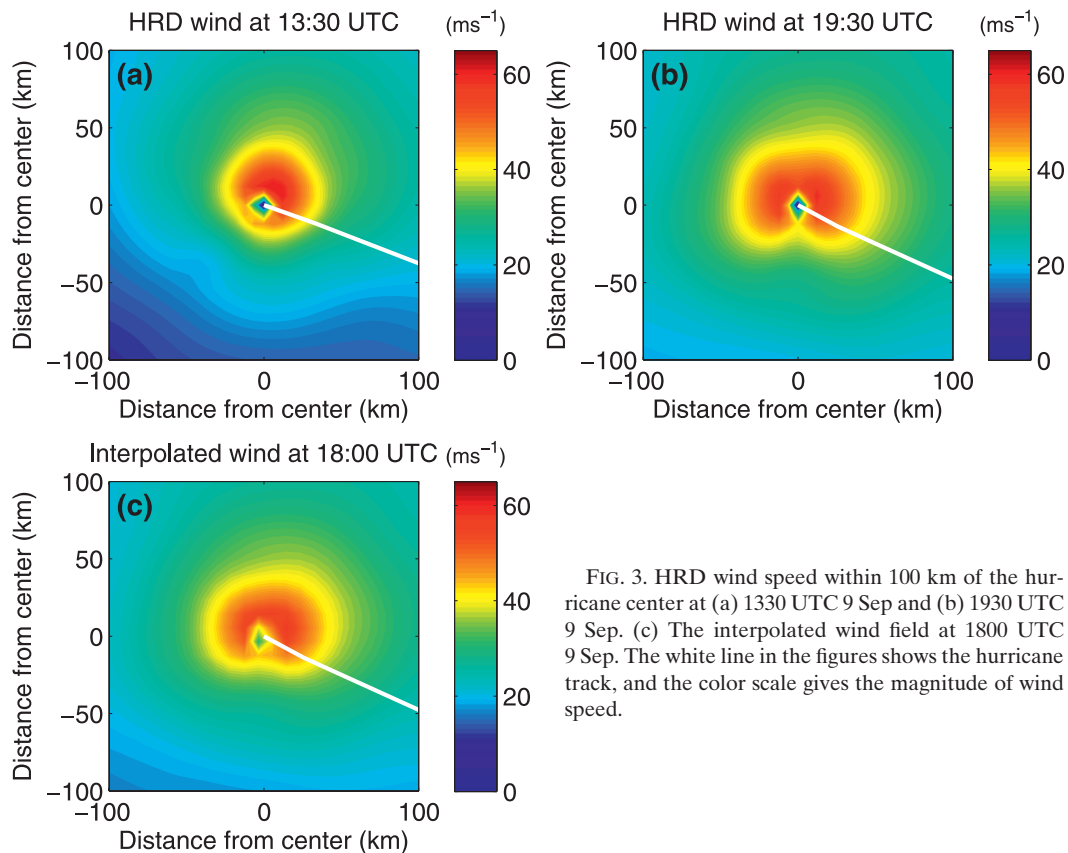 HRD wind at 13:30 UTC
(ms⁻¹)
(a)
Distance from center (km)
100
50
0
−50
−100
−100
0
100
Distance from center (km)
60
40
20
0
HRD wind at 19:30 UTC
(ms⁻¹)
(b)
Distance from center (km)
100
50
0
−50
−100
−100
0
100
Distance from center (km)
60
40
20
0
Interpolated wind at 18:00 UTC
(ms⁻¹)
(c)
Distance from center (km)
100
50
0
−50
−100
−100
0
100
Distance from center (km)
60
40
20
0
FIG. 3. HRD wind speed within 100 km of the hur-
ricane center at (a) 1330 UTC 9 Sep and (b) 1930 UTC
9 Sep. (c) The interpolated wind field at 1800 UTC
9 Sep. The white line in the figures shows the hurricane
track, and the color scale gives the magnitude of wind
speed.